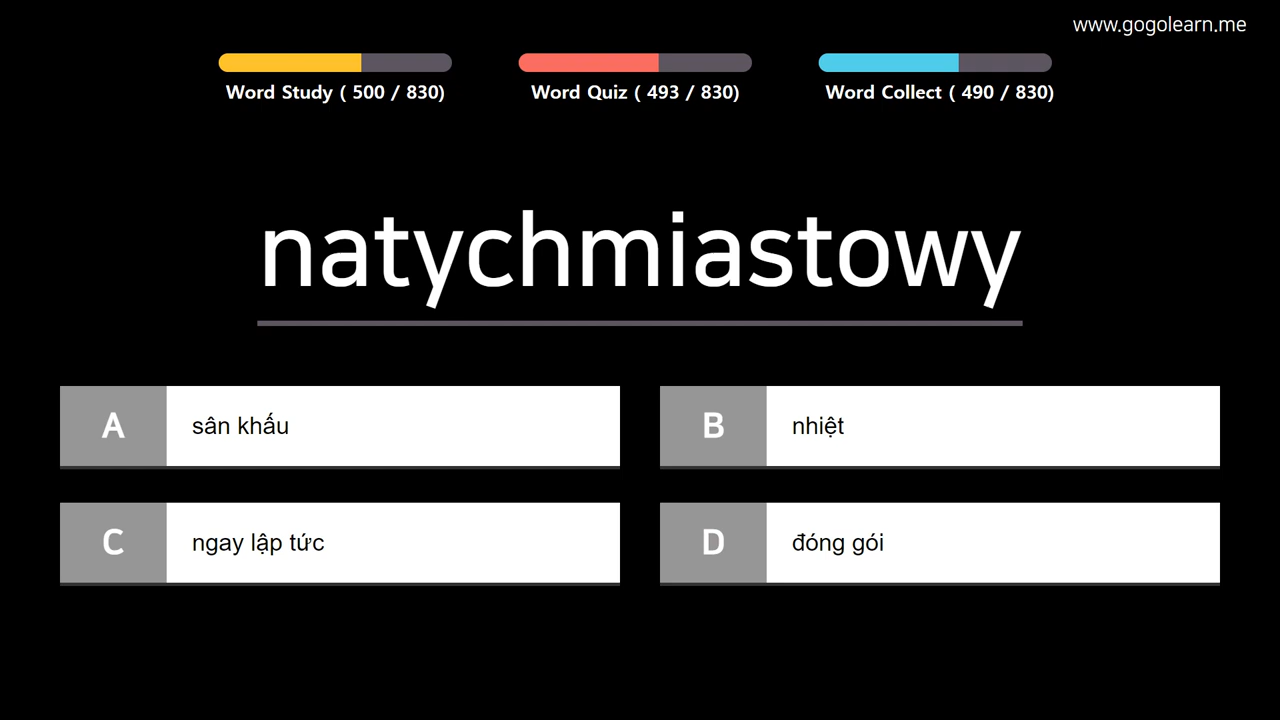 www.gogolearn.me
Word Study ( 500 / 830)
Word Quiz ( 493 / 830)
Word Collect ( 490 / 830)
natychmiastowy
A sân khấu
B nhiệt
C ngay lập tức
D đóng gói